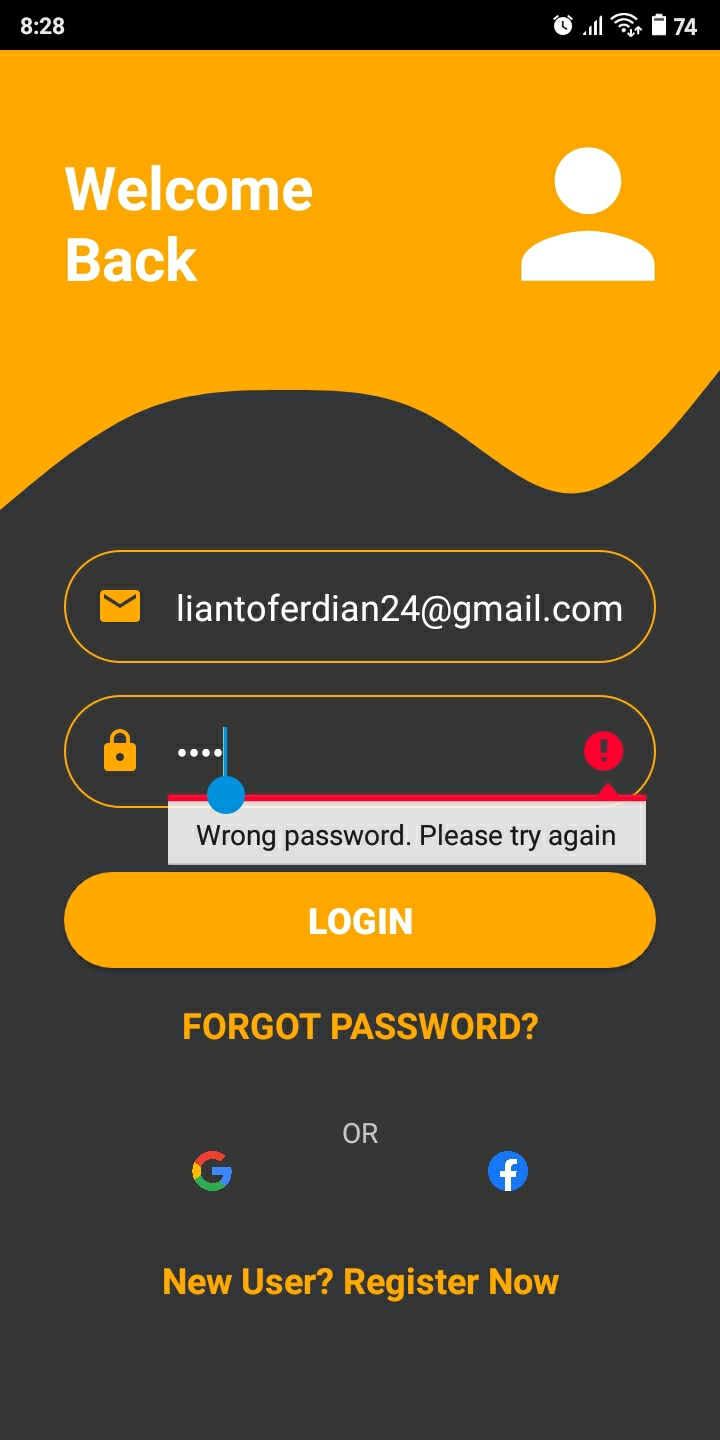 8:28
74
Welcome
Back
liantoferdian24@gmail.com
••••
Wrong password. Please try again
LOGIN
FORGOT PASSWORD?
OR
New User? Register Now